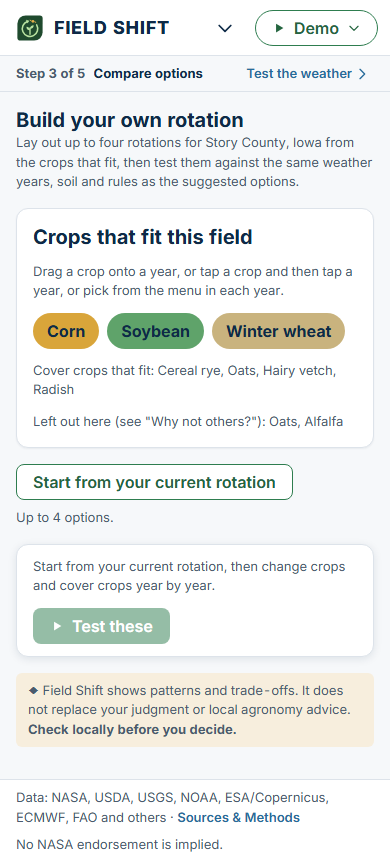 FIELD SHIFT
Demo
Step 3 of 5 Compare options
Test the weather
Build your own rotation
Lay out up to four rotations for Story County, Iowa from
the crops that fit, then test them against the same weather
years, soil and rules as the suggested options.
Crops that fit this field
Drag a crop onto a year, or tap a crop and then tap a
year, or pick from the menu in each year.
Corn
Soybean
Winter wheat
Cover crops that fit: Cereal rye, Oats, Hairy vetch,
Radish
Left out here (see "Why not others?"): Oats, Alfalfa
Start from your current rotation
Up to 4 options.
Start from your current rotation, then change crops
and cover crops year by year.
Test these
Field Shift shows patterns and trade-offs. It does
not replace your judgment or local agronomy advice.
Check locally before you decide.
Data: NASA, USDA, USGS, NOAA, ESA/Copernicus,
ECMWF, FAO and others · Sources & Methods
No NASA endorsement is implied.